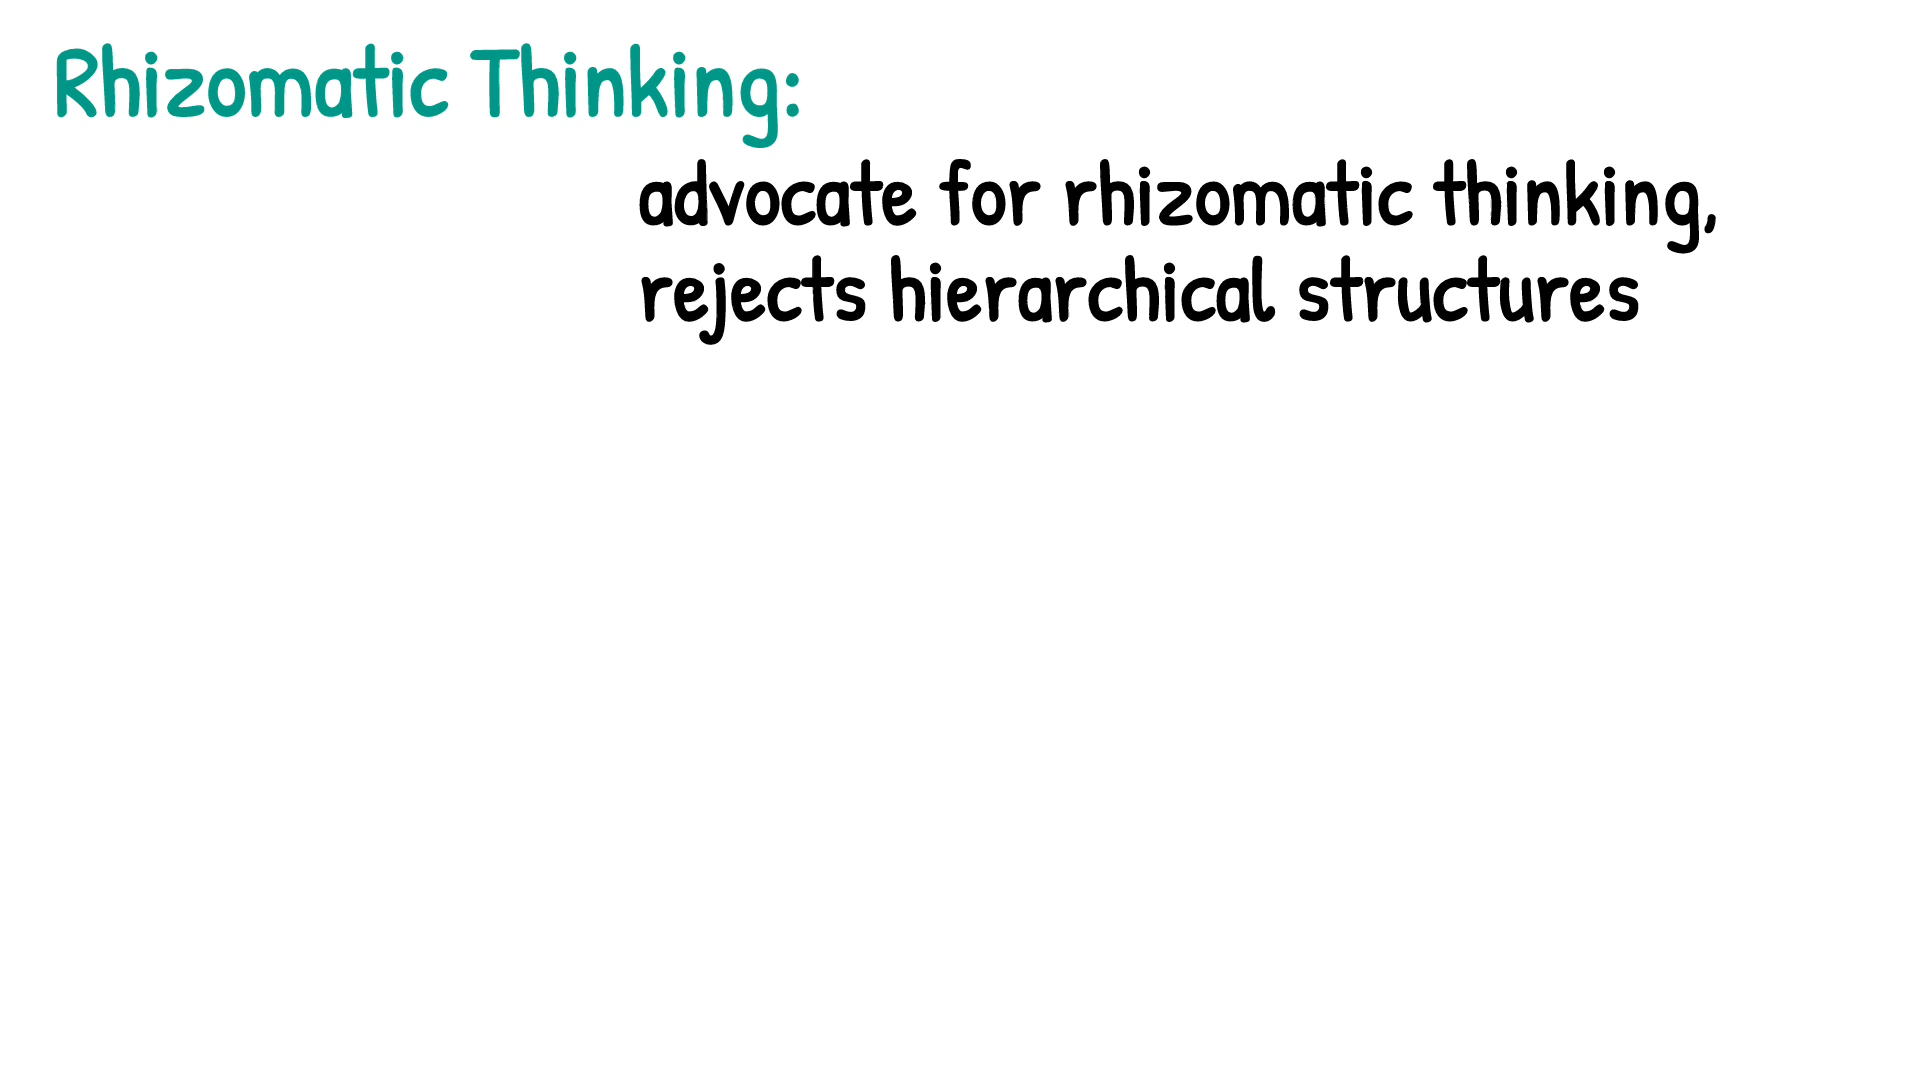 Rhizomatic Thinking:
advocate for rhizomatic thinking,
rejects hierarchical structures